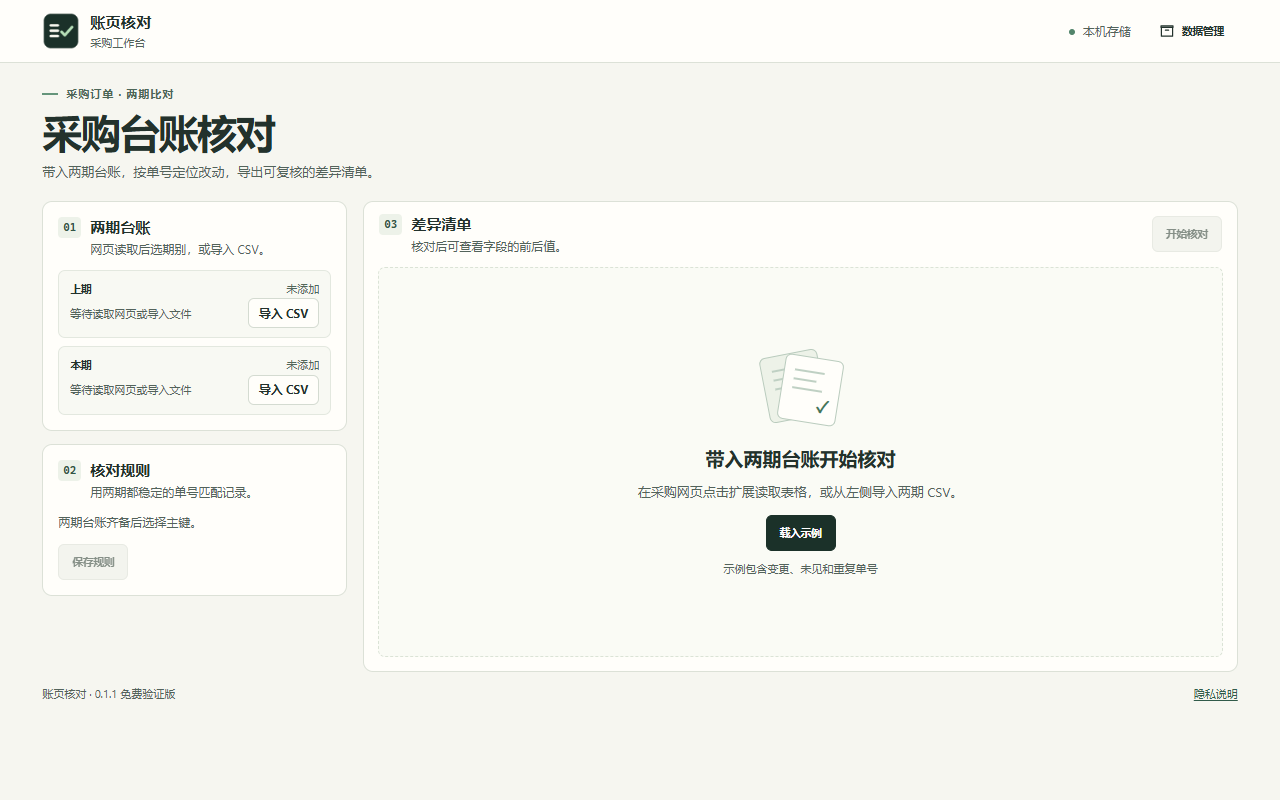 账页核对
采购工作台
本机存储
数据管理
采购订单 · 两期比对
采购台账核对
带入两期台账，按单号定位改动，导出可复核的差异清单。
01
两期台账
网页读取后选期别，或导入 CSV。
上期
未添加
等待读取网页或导入文件
导入 CSV
本期
未添加
等待读取网页或导入文件
导入 CSV
02
核对规则
用两期都稳定的单号匹配记录。
两期台账齐备后选择主键。
保存规则
03
差异清单
核对后可查看字段的前后值。
开始核对
带入两期台账开始核对
在采购网页点击扩展读取表格，或从左侧导入两期 CSV。
载入示例
示例包含变更、未见和重复单号
账页核对 · 0.1.1 免费验证版
隐私说明